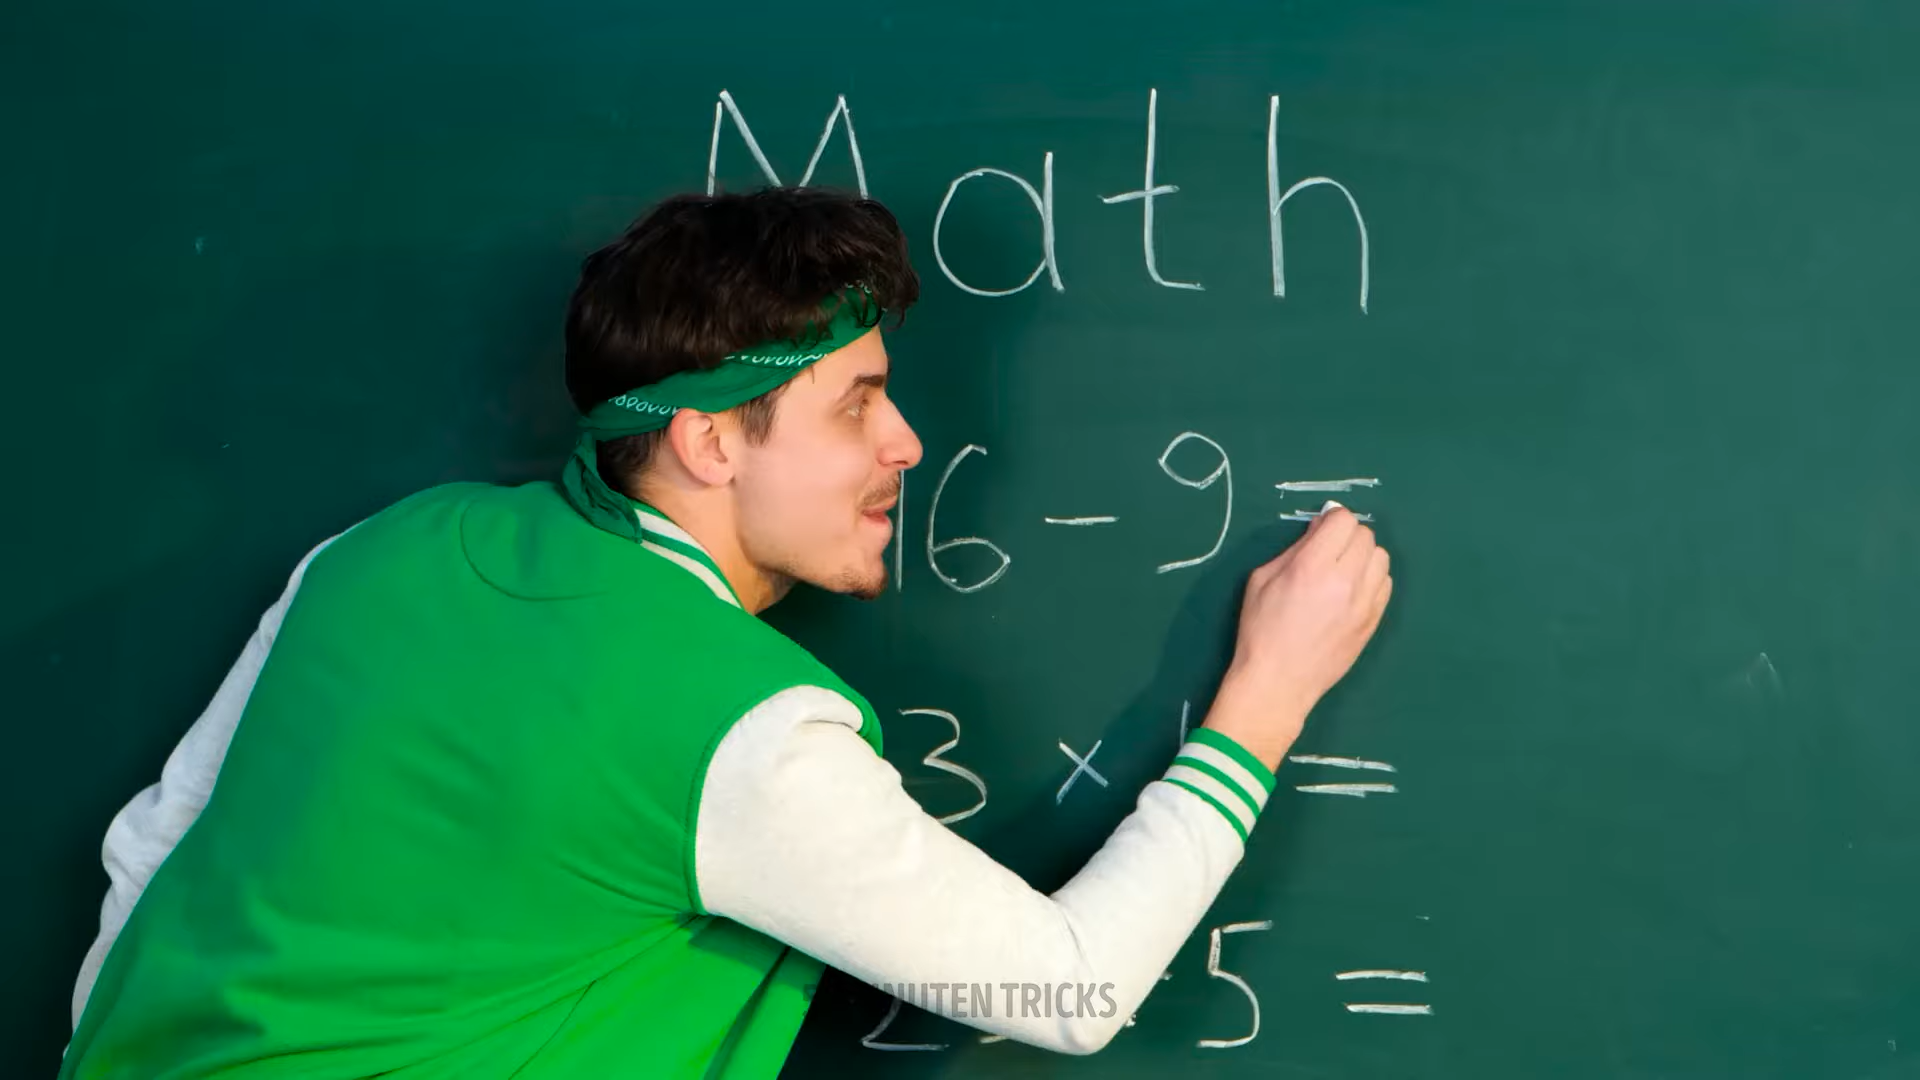 Math
16 - 9 =
3 × =
5 =
MINUTEN TRICKS